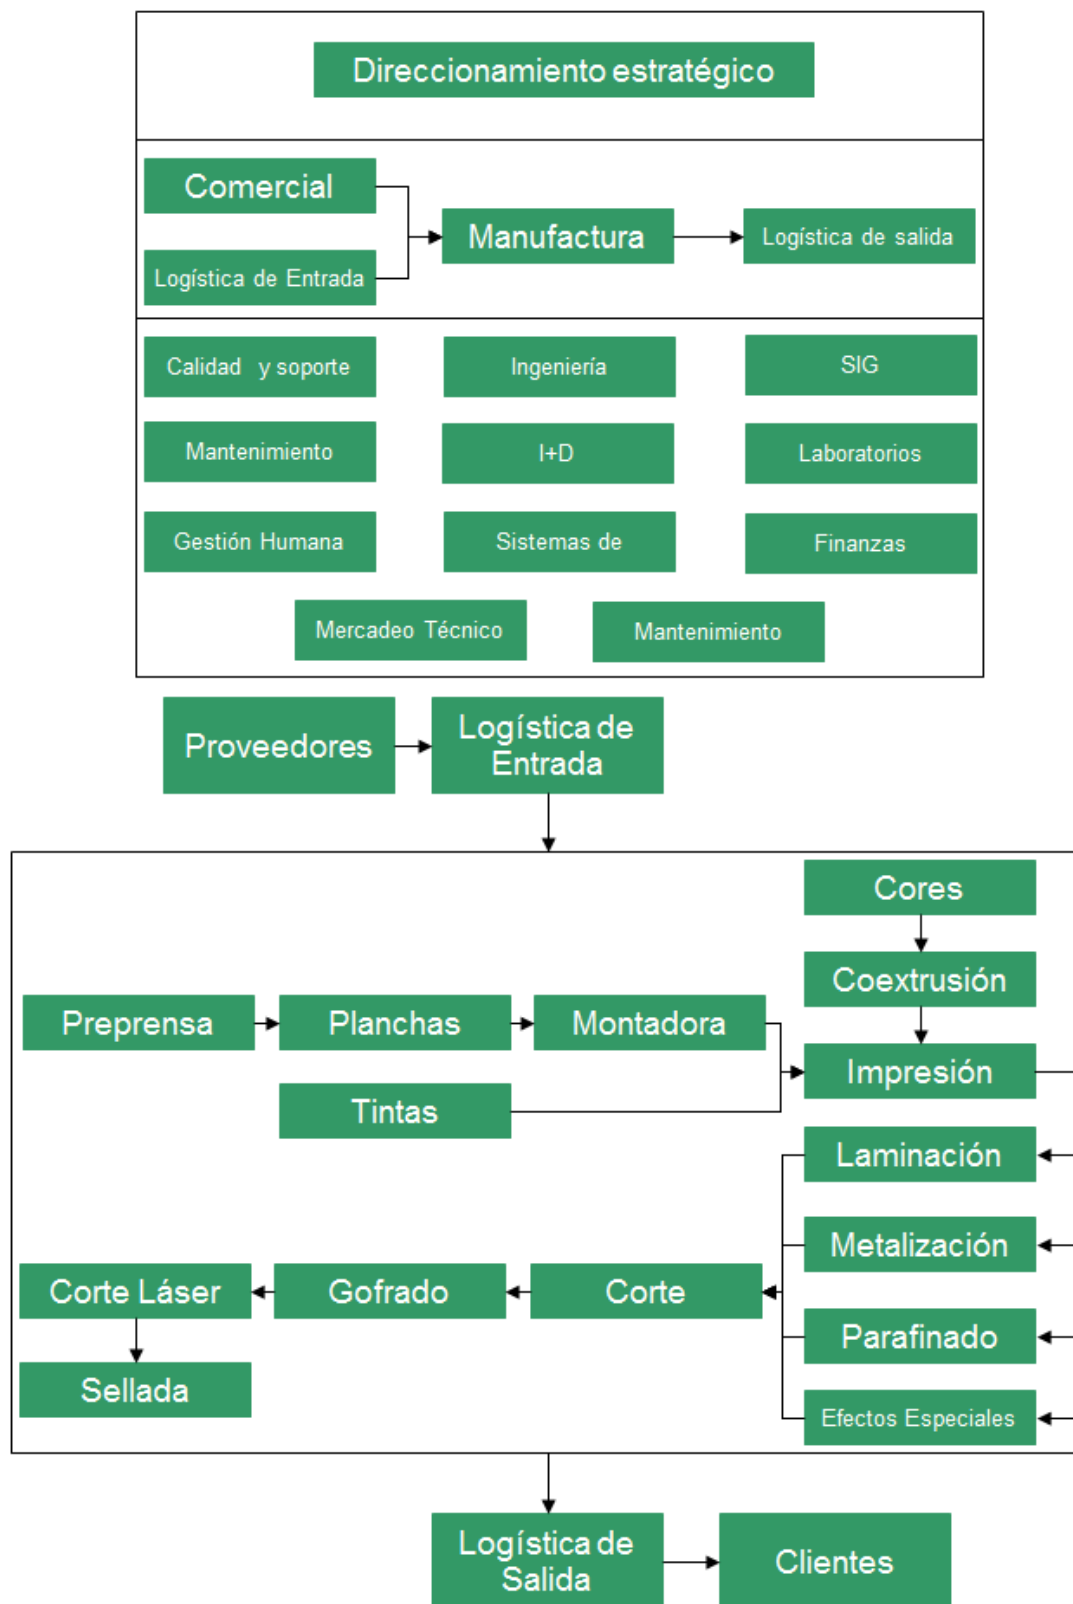 Direccionamiento estratégico
Comercial
Manufactura
Logística de salida
Logística de Entrada
Calidad y soporte
Ingeniería
SIG
Mantenimiento
I+D
Laboratorios
Gestión Humana
Sistemas de
Finanzas
Mercadeo Técnico
Mantenimiento
Proveedores
Logística de
Entrada
Cores
Coextrusión
Preprensa
Planchas
Montadora
Impresión
Tintas
Laminación
Metalización
Corte Láser
Gofrado
Corte
Parafinado
Sellada
Efectos Especiales
Logística de
Salida
Clientes